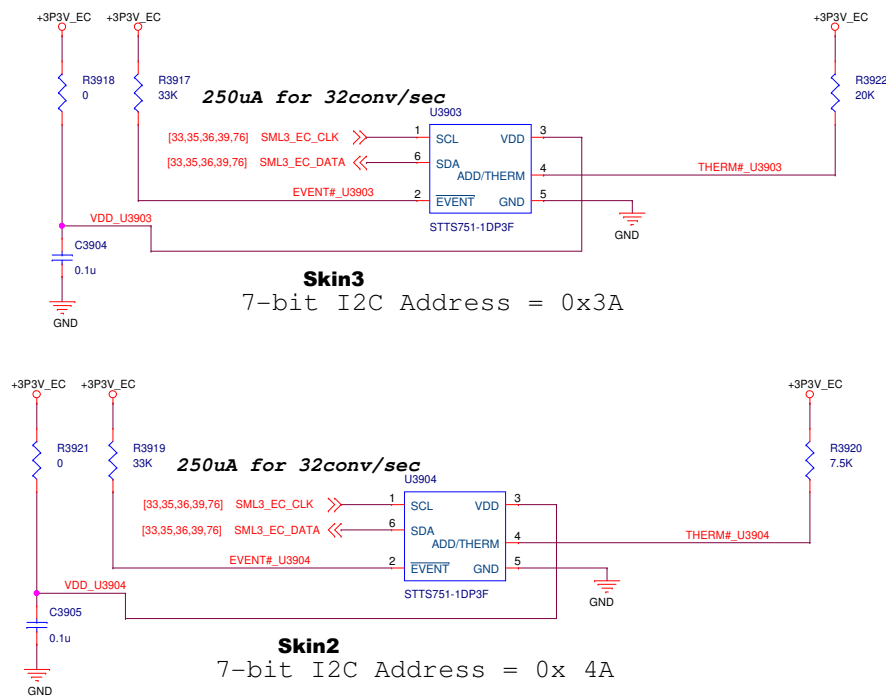 +3P3V_EC +3P3V_EC +3P3V_EC
R3918
0
R3917
33K
R3922
20K
250uA for 32conv/sec
U3903
[33,35,36,39,76] SML3_EC_CLK 1 SCL VDD 3
[33,35,36,39,76] SML3_EC_DATA 6 SDA
ADD/THERM 4 THERM#_U3903
EVENT#_U3903 2 EVENT GND 5
VDD_U3903
STTS751-1DP3F
GND
C3904
0.1u
GND
Skin3
7-bit I2C Address = 0x3A
+3P3V_EC +3P3V_EC +3P3V_EC
R3921
0
R3919
33K
R3920
7.5K
250uA for 32conv/sec
U3904
[33,35,36,39,76] SML3_EC_CLK 1 SCL VDD 3
[33,35,36,39,76] SML3_EC_DATA 6 SDA
ADD/THERM 4 THERM#_U3904
EVENT#_U3904 2 EVENT GND 5
VDD_U3904
STTS751-1DP3F
GND
C3905
0.1u
GND
Skin2
7-bit I2C Address = 0x 4A